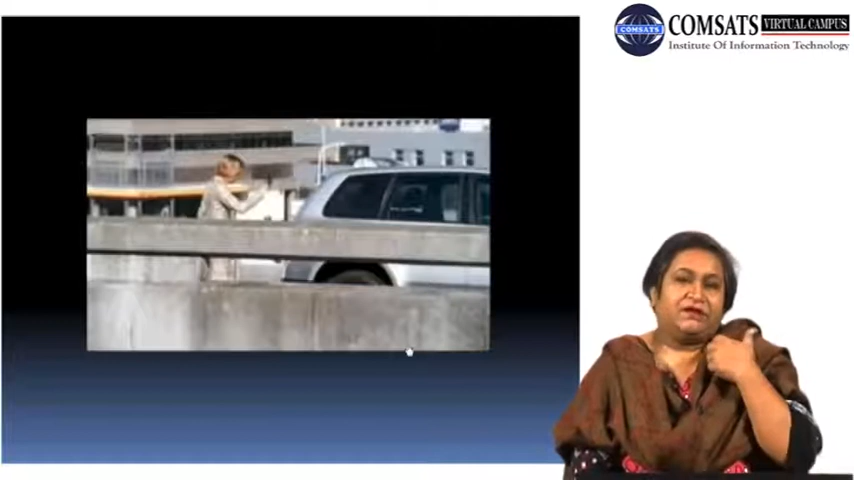 COMSATS VIRTUAL CAMPUS
Institute Of Information Technology
COMSATS